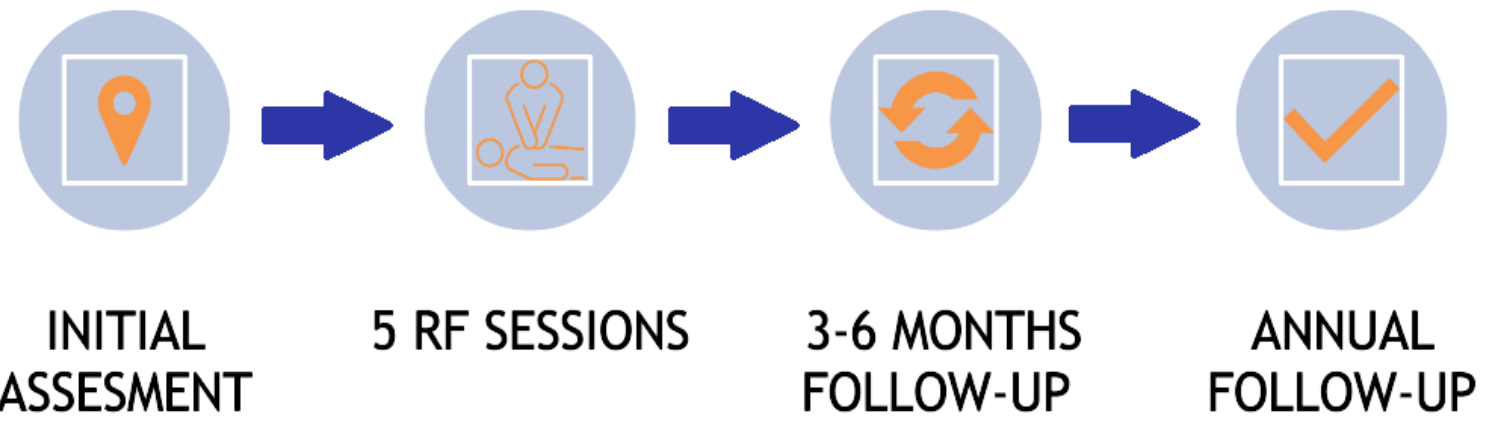 INITIAL
ASSESMENT
5 RF SESSIONS
3-6 MONTHS
FOLLOW-UP
ANNUAL
FOLLOW-UP